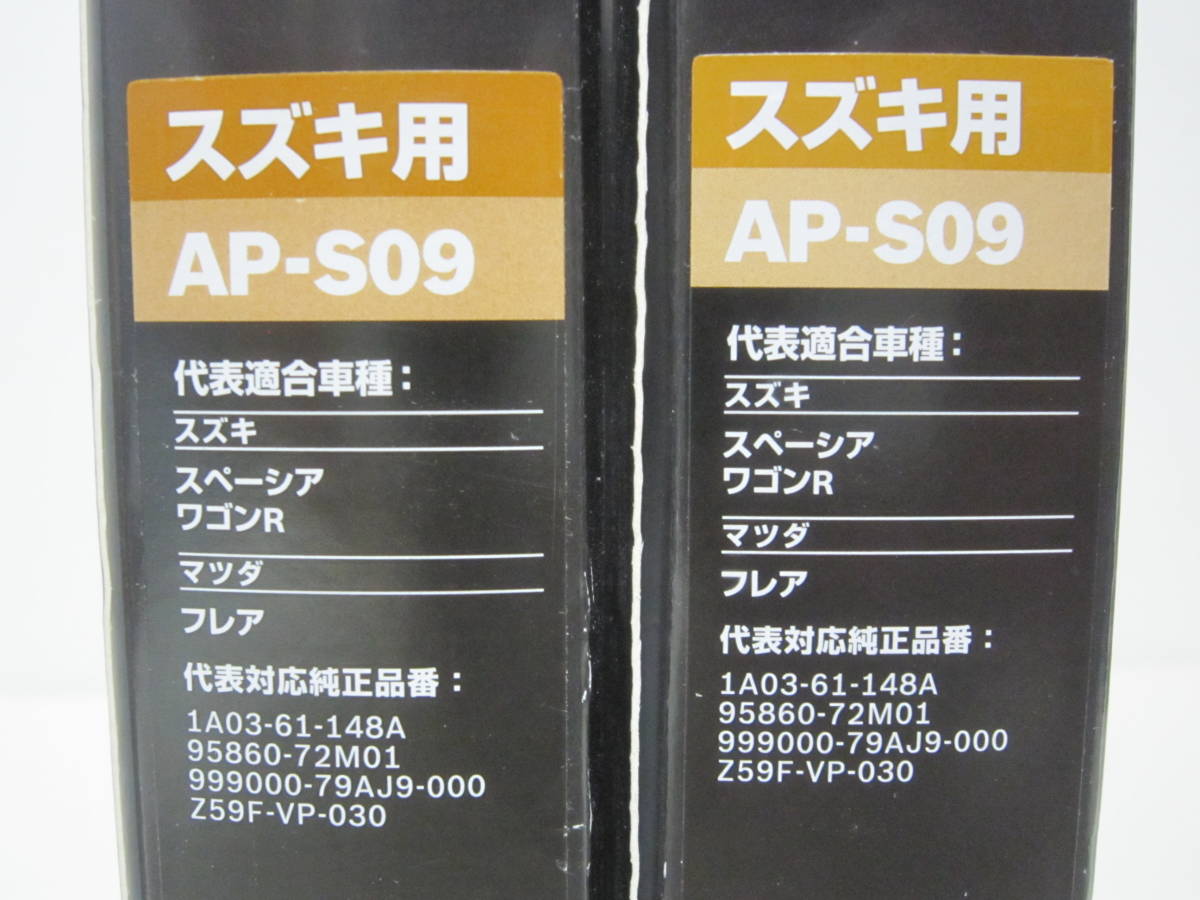 スズキ用
AP-S09
代表適合車種：
スズキ
スペーシア
ワゴンR
マツダ
フレア
代表対応純正品番：
1A03-61-148A
95860-72M01
999000-79AJ9-000
Z59F-VP-030
スズキ用
AP-S09
代表適合車種：
スズキ
スペーシア
ワゴンR
マツダ
フレア
代表対応純正品番：
1A03-61-148A
95860-72M01
999000-79AJ9-000
Z59F-VP-030